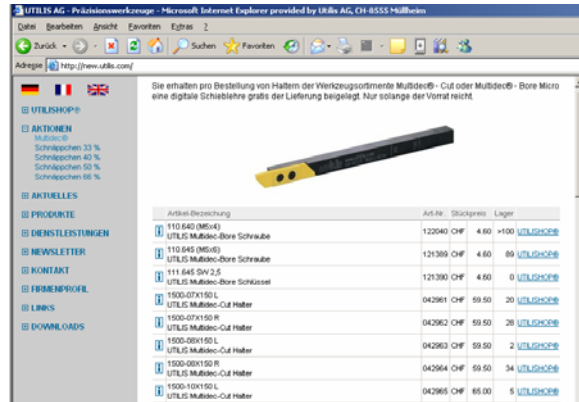 UTILIS AG - Präzisionswerkzeuge - Microsoft Internet Explorer provided by Utilis AG, CH-8555 Müllheim
Datei Bearbeiten Ansicht Favoriten Extras ?
Zurück Suchen Favoriten
Adresse http://new.utilis.com/
Sie erhalten pro Bestellung von Haltern der Werkzeugsortimente Multidec® - Cut oder Multidec® - Bore Micro
eine digitale Schieblehre gratis der Lieferung beigelegt. Nur solange der Vorrat reicht.
UTILISHOP®
AKTIONEN
Multidec®
Schnäppchen 33 %
Schnäppchen 40 %
Schnäppchen 50 %
Schnäppchen 66 %
AKTUELLES
PRODUKTE
DIENSTLEISTUNGEN
NEWSLETTER
KONTAKT
FIRMENPROFIL
LINKS
DOWNLOADS
Artikel-Bezeichnung Art-Nr. Stückpreis Lager
110.640 (M5x4)
UTILIS Multidec-Bore Schraube 122040 CHF 4.60 >100 UTILISHOP®
110.645 (M5x6)
UTILIS Multidec-Bore Schraube 121389 CHF 4.60 89 UTILISHOP®
111.645 SW 2,5
UTILIS Multidec-Bore Schlüssel 121390 CHF 4.60 0 UTILISHOP®
1500-07X150 L
UTILIS Multidec-Cut Halter 042961 CHF 59.50 20 UTILISHOP®
1500-07X150 R
UTILIS Multidec-Cut Halter 042962 CHF 59.50 28 UTILISHOP®
1500-08X150 L
UTILIS Multidec-Cut Halter 042963 CHF 59.50 2 UTILISHOP®
1500-08X150 R
UTILIS Multidec-Cut Halter 042964 CHF 59.50 34 UTILISHOP®
1500-10X150 L
UTILIS Multidec-Cut Halter 042965 CHF 65.00 5 UTILISHOP®